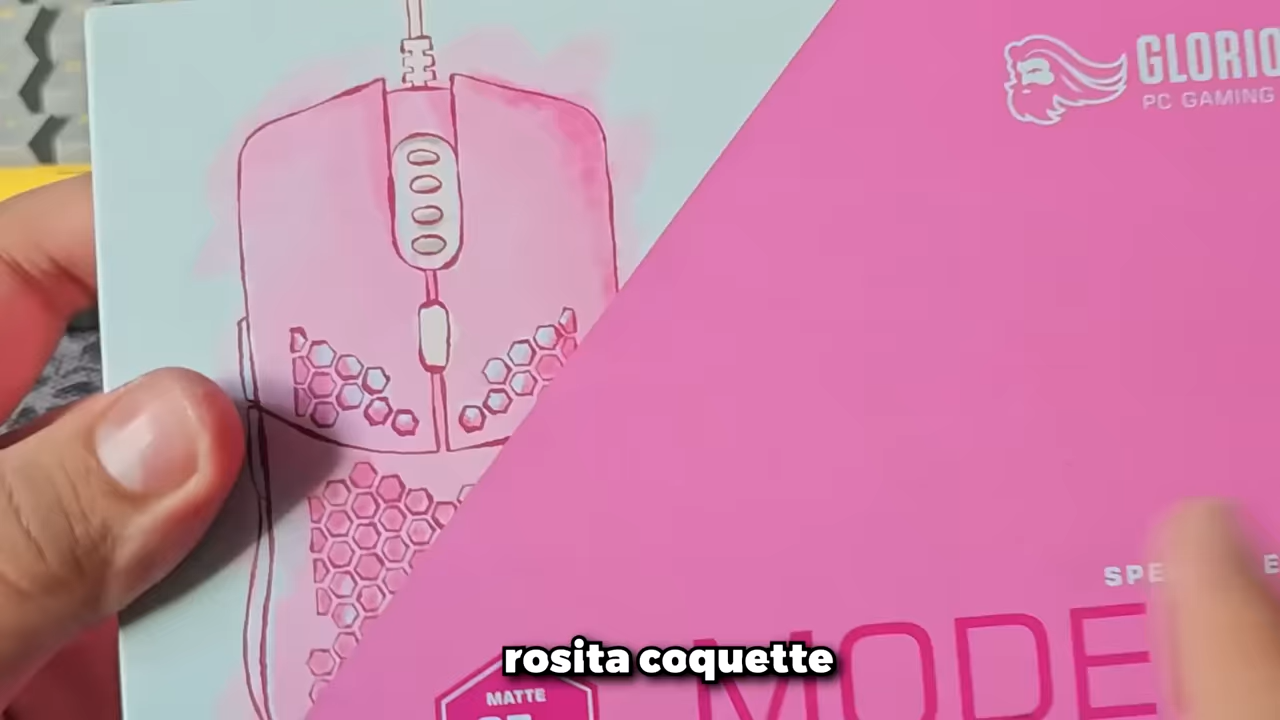 GLORIO
PC GAMING
SPE
MODE
rosita coquette
MATTE